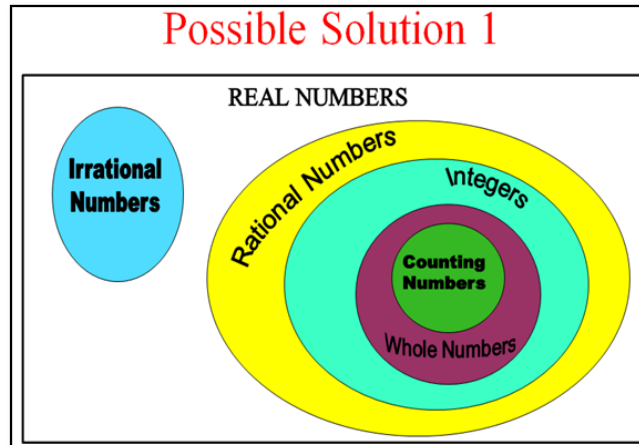 Possible Solution 1
REAL NUMBERS
Irrational
Numbers
Rational Numbers
Integers
Counting
Numbers
Whole Numbers